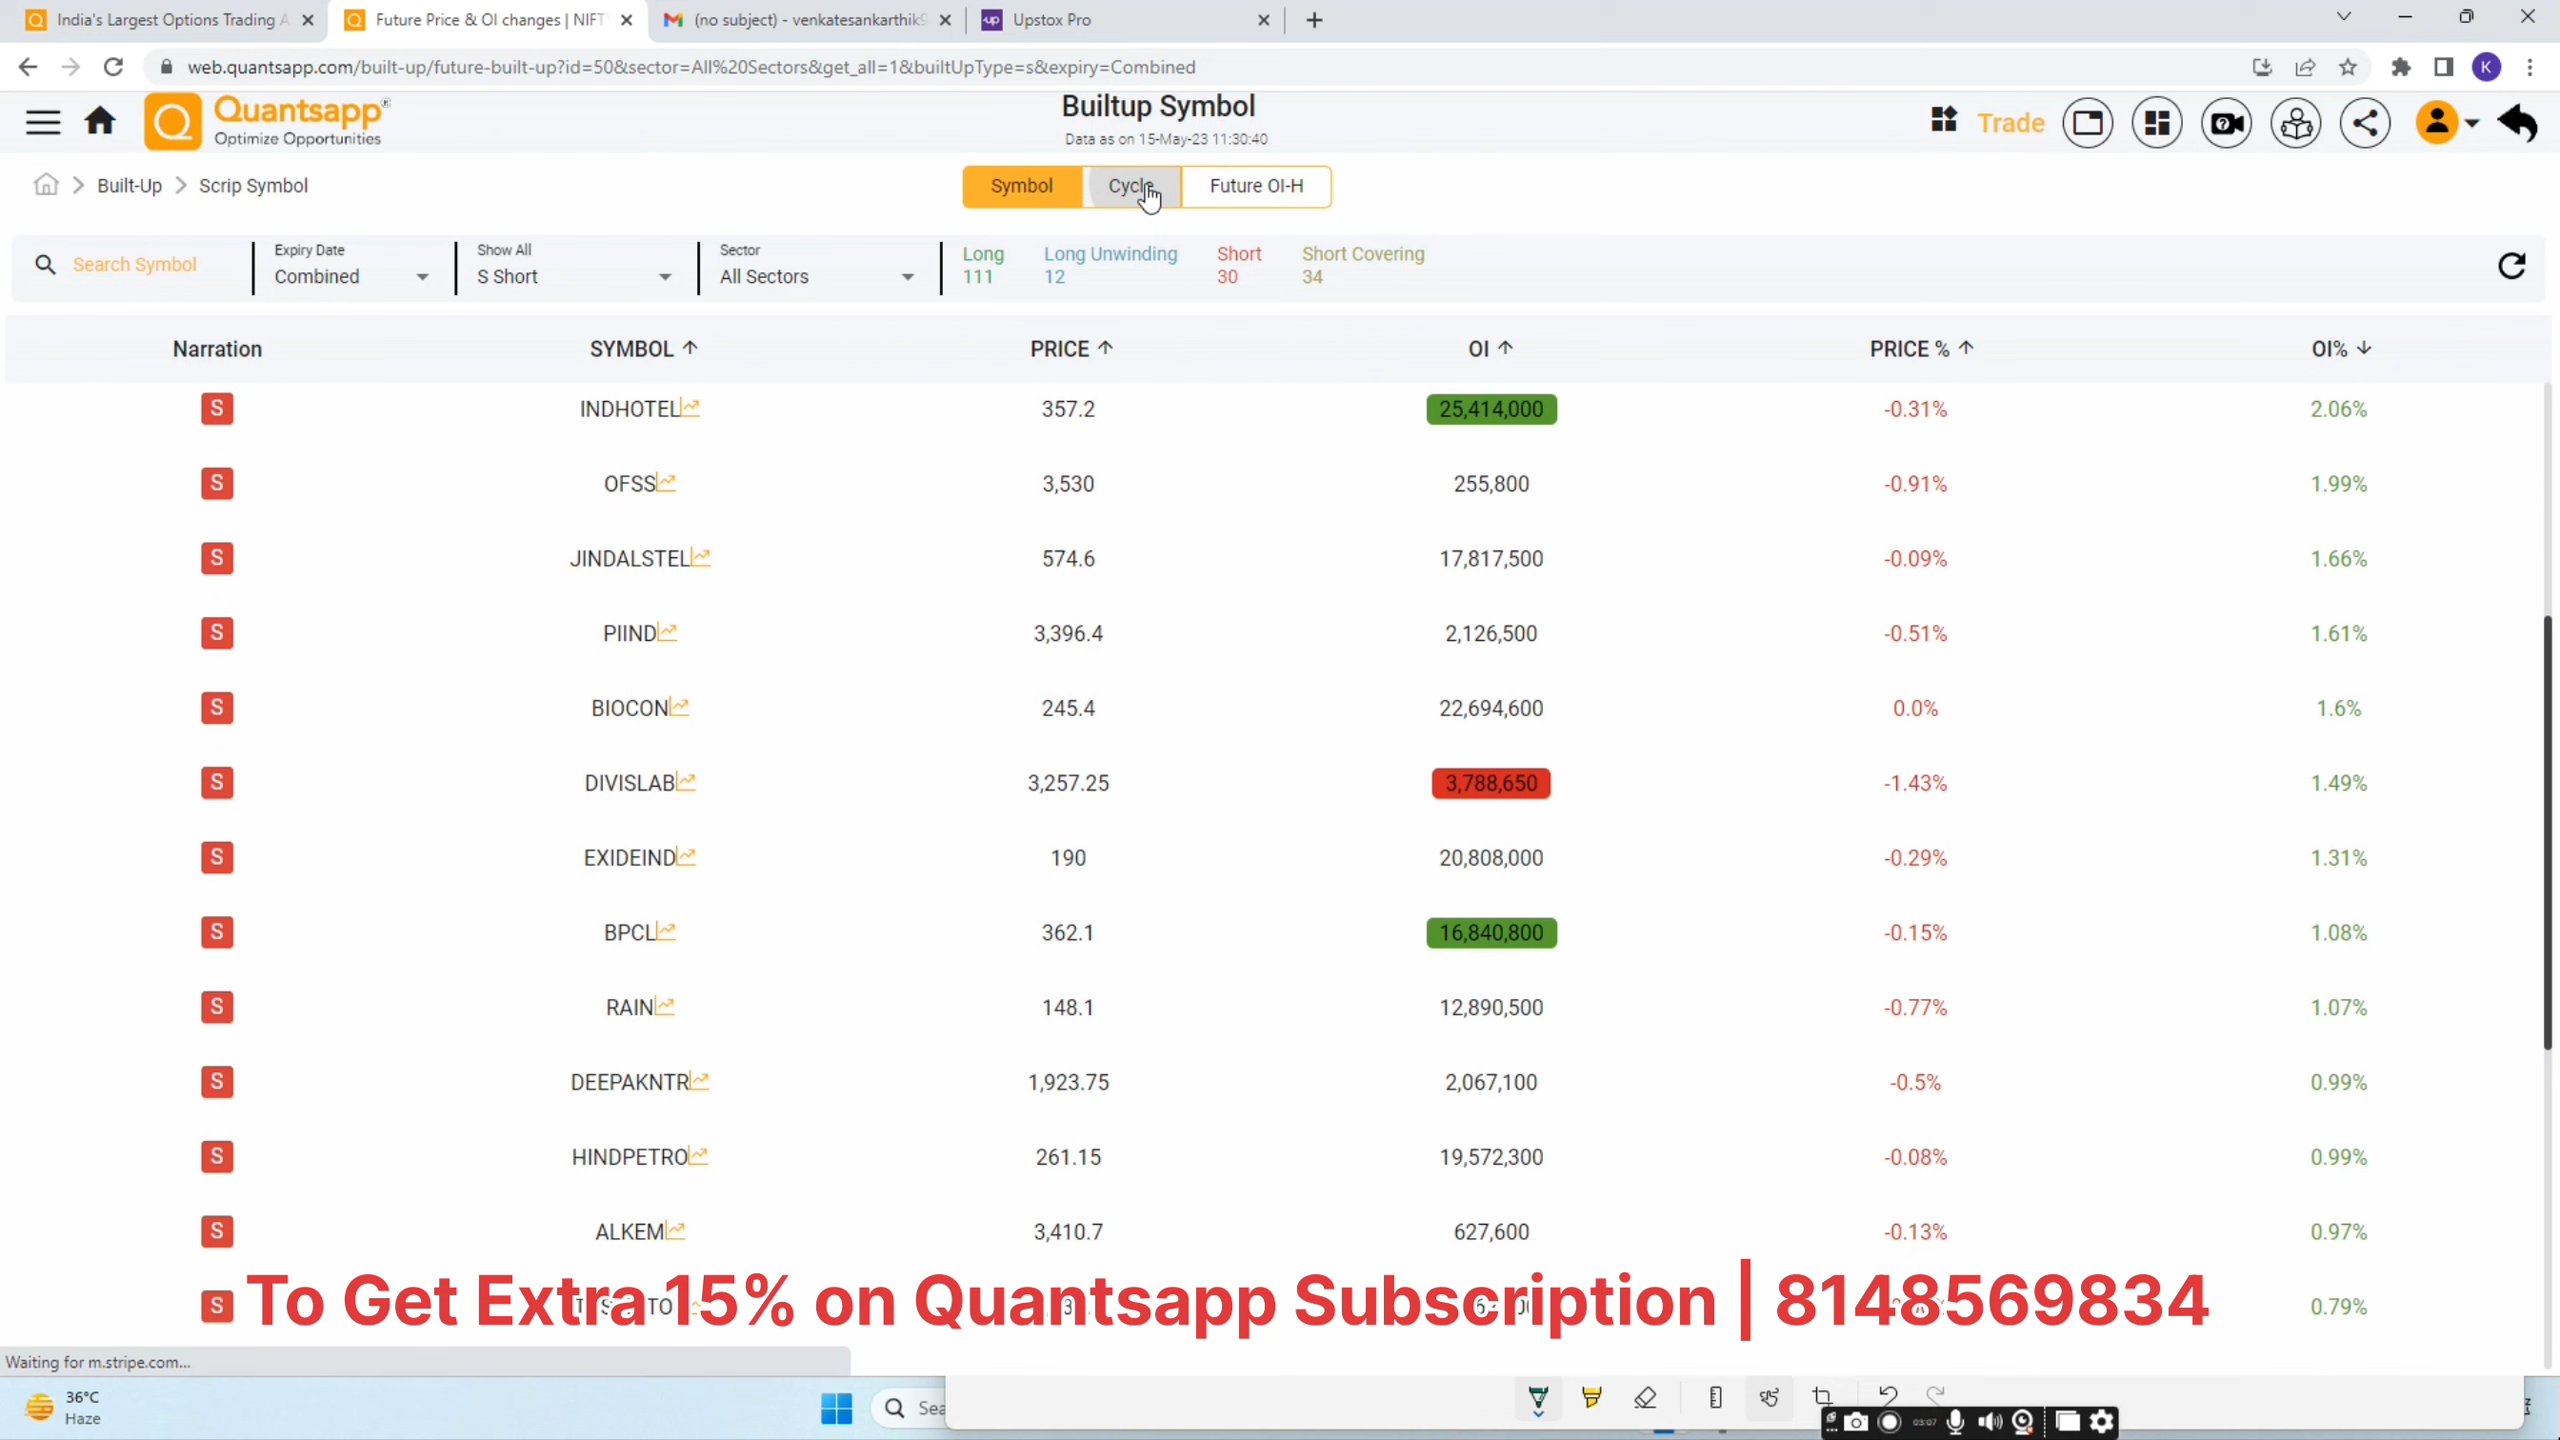 India's Largest Options Trading A
Future Price & OI changes | NIFT
(no subject) - venkatesankarthik9
Upstox Pro
web.quantsapp.com/built-up/future-built-up?id=50&sector=All%20Sectors&get_all=1&builtUpType=s&expiry=Combined
K
Quantsapp
Optimize Opportunities
Builtup Symbol
Data as on 15-May-23 11:30:40
Trade
Built-Up > Scrip Symbol
Symbol Cycle Future OI-H
Search Symbol
Expiry Date
Combined
Show All
S Short
Sector
All Sectors
Long
111
Long Unwinding
12
Short
30
Short Covering
34
Narration SYMBOL ↑ PRICE ↑ OI ↑ PRICE % ↑ OI% ↓
S INDHOTEL 357.2 25,414,000 -0.31% 2.06%
S OFSS 3,530 255,800 -0.91% 1.99%
S JINDALSTEL 574.6 17,817,500 -0.09% 1.66%
S PIIND 3,396.4 2,126,500 -0.51% 1.61%
S BIOCON 245.4 22,694,600 0.0% 1.6%
S DIVISLAB 3,257.25 3,788,650 -1.43% 1.49%
S EXIDEIND 190 20,808,000 -0.29% 1.31%
S BPCL 362.1 16,840,800 -0.15% 1.08%
S RAIN 148.1 12,890,500 -0.77% 1.07%
S DEEPAKNTR 1,923.75 2,067,100 -0.5% 0.99%
S HINDPETRO 261.15 19,572,300 -0.08% 0.99%
S ALKEM 3,410.7 627,600 -0.13% 0.97%
S 0.79%
To Get Extra 15% on Quantsapp Subscription | 8148569834
Waiting for m.stripe.com...
36°C
Haze
Sea
03:07